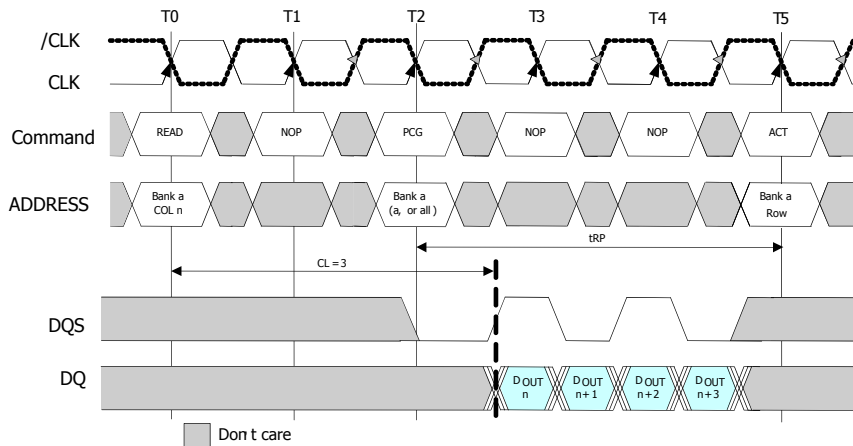 T0 T1 T2 T3 T4 T5
/CLK
CLK
Command READ NOP PCG NOP NOP ACT
ADDRESS Bank a COL n Bank a (a, or all ) Bank a Row
tRP
CL = 3
DQS
DQ DOUT n DOUT n+1 DOUT n+2 DOUT n+3
Don't care